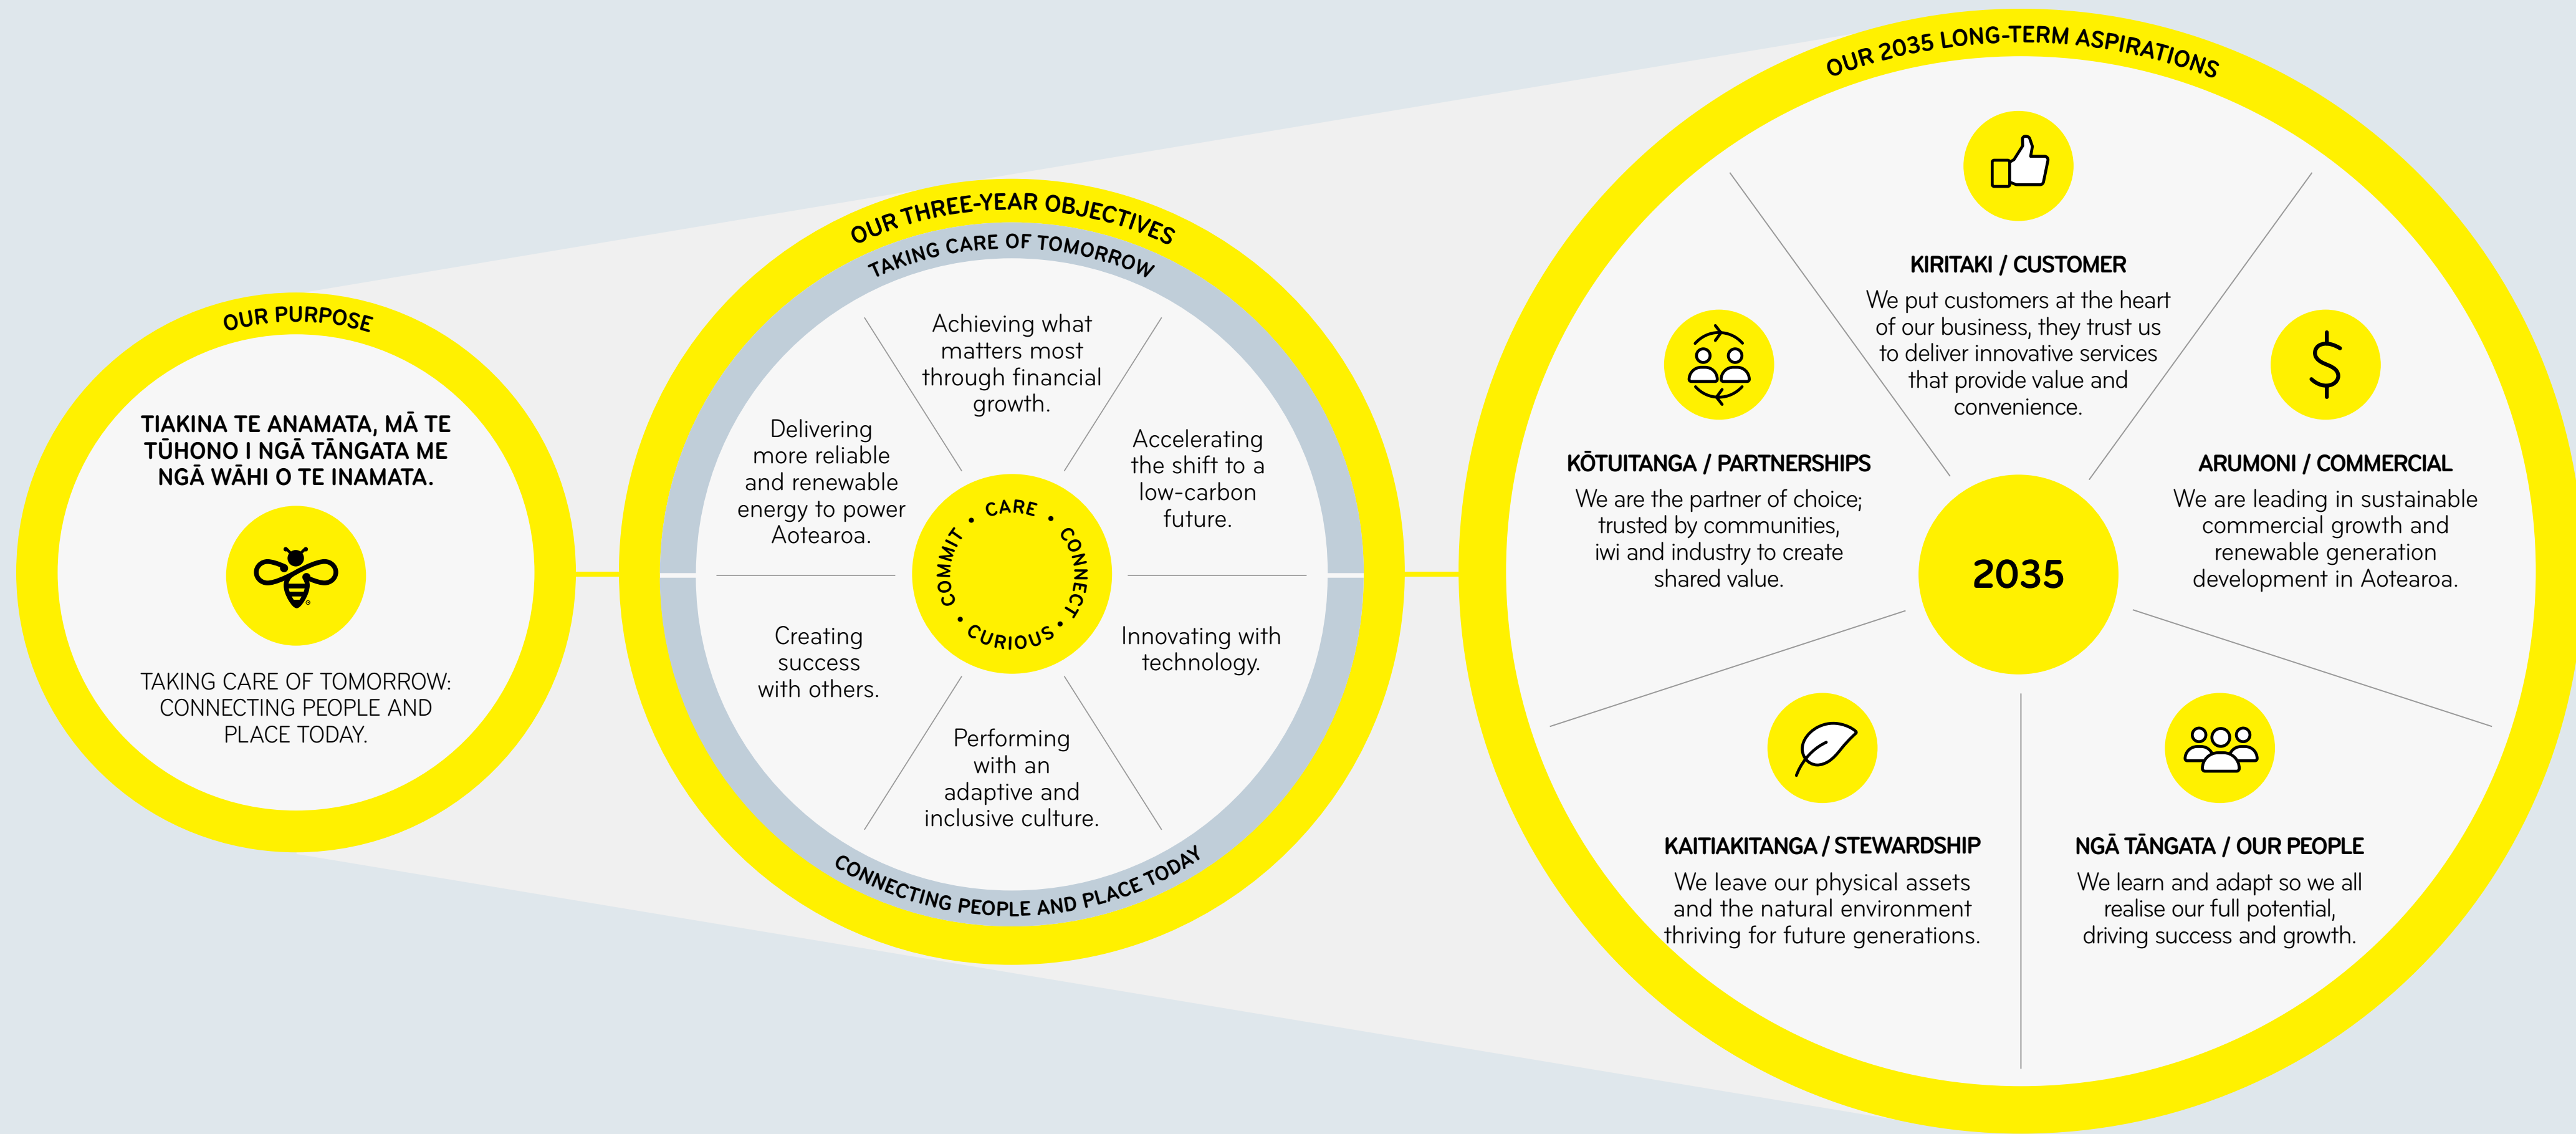 OUR PURPOSE
TIAKINA TE ANAMATA, MĀ TE
TŪHONO I NGĀ TĀNGATA ME
NGĀ WĀHI O TE INAMATA.
TAKING CARE OF TOMORROW:
CONNECTING PEOPLE AND
PLACE TODAY.
OUR THREE-YEAR OBJECTIVES
TAKING CARE OF TOMORROW
Achieving what
matters most
through financial
growth.
Accelerating
the shift to a
low-carbon
future.
Innovating with
technology.
Performing
with an
adaptive and
inclusive culture.
Creating
success
with others.
Delivering
more reliable
and renewable
energy to power
Aotearoa.
CARE • CONNECT • CURIOUS • COMMIT •
CONNECTING PEOPLE AND PLACE TODAY
OUR 2035 LONG-TERM ASPIRATIONS
KIRITAKI / CUSTOMER
We put customers at the heart
of our business, they trust us
to deliver innovative services
that provide value and
convenience.
ARUMONI / COMMERCIAL
We are leading in sustainable
commercial growth and
renewable generation
development in Aotearoa.
NGĀ TĀNGATA / OUR PEOPLE
We learn and adapt so we all
realise our full potential,
driving success and growth.
KAITIAKITANGA / STEWARDSHIP
We leave our physical assets
and the natural environment
thriving for future generations.
KŌTUITANGA / PARTNERSHIPS
We are the partner of choice;
trusted by communities,
iwi and industry to create
shared value.
2035